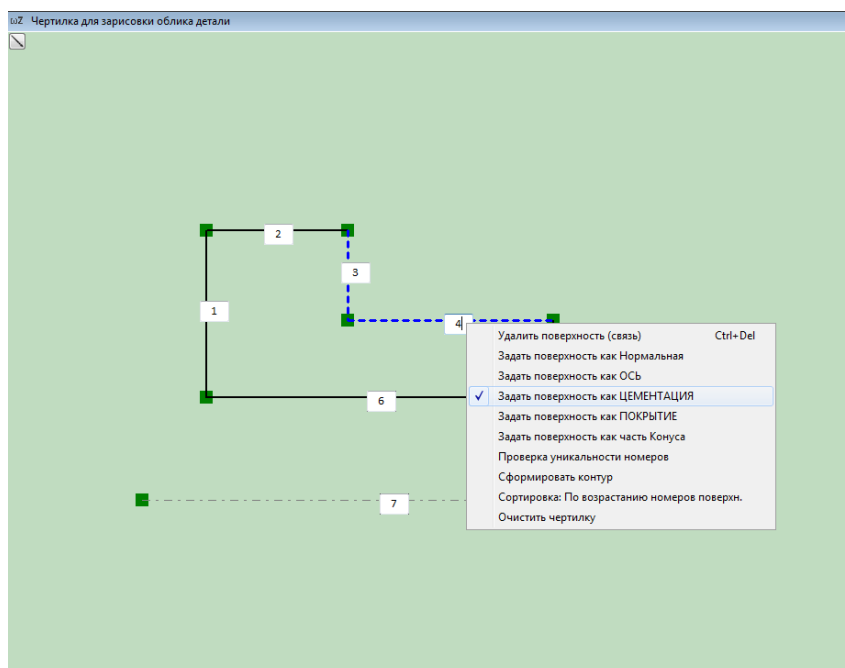 ωZ Чертилка для зарисовки облика детали
2
3
1
4
Удалить поверхность (связь) Ctrl+Del
Задать поверхность как Нормальная
Задать поверхность как ОСЬ
Задать поверхность как ЦЕМЕНТАЦИЯ
Задать поверхность как ПОКРЫТИЕ
Задать поверхность как часть Конуса
Проверка уникальности номеров
Сформировать контур
Сортировка: По возрастанию номеров поверхн.
Очистить чертилку
6
7